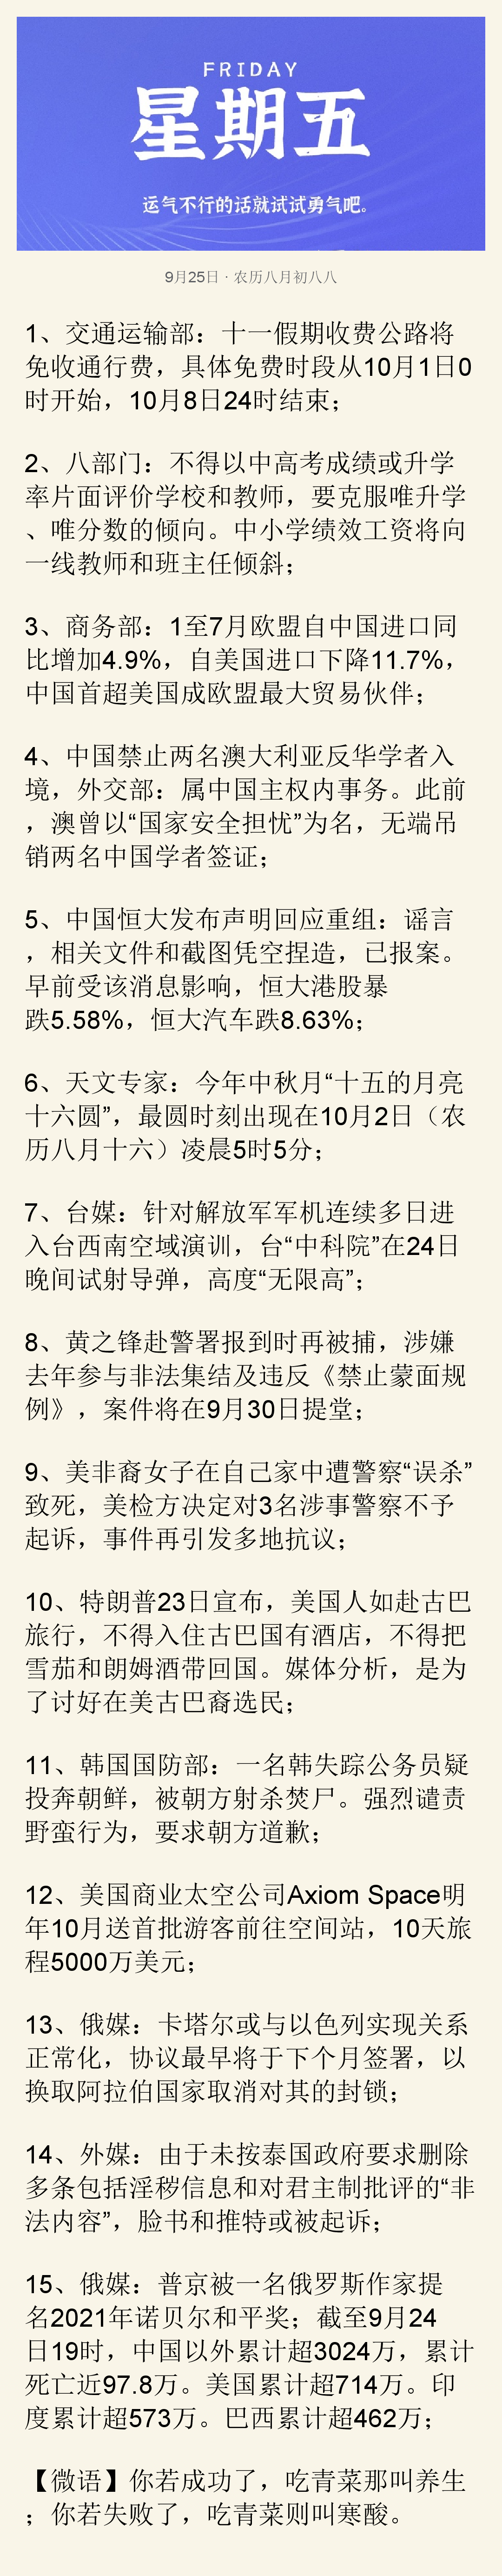 FRIDAY
星期五
运气不行的话就试试勇气吧。
9月25日 · 农历八月初八八
1、交通运输部：十一假期收费公路将
免收通行费，具体免费时段从10月1日0
时开始，10月8日24时结束；
2、八部门：不得以中高考成绩或升学
率片面评价学校和教师，要克服唯升学
、唯分数的倾向。中小学绩效工资将向
一线教师和班主任倾斜；
3、商务部：1至7月欧盟自中国进口同
比增加4.9%，自美国进口下降11.7%，
中国首超美国成欧盟最大贸易伙伴；
4、中国禁止两名澳大利亚反华学者入
境，外交部：属中国主权内事务。此前
，澳曾以“国家安全担忧”为名，无端吊
销两名中国学者签证；
5、中国恒大发布声明回应重组：谣言
，相关文件和截图凭空捏造，已报案。
早前受该消息影响，恒大港股暴
跌5.58%，恒大汽车跌8.63%；
6、天文专家：今年中秋月“十五的月亮
十六圆”，最圆时刻出现在10月2日（农
历八月十六）凌晨5时5分；
7、台媒：针对解放军军机连续多日进
入台西南空域演训，台“中科院”在24日
晚间试射导弹，高度“无限高”；
8、黄之锋赴警署报到时再被捕，涉嫌
去年参与非法集结及违反《禁止蒙面规
例》，案件将在9月30日提堂；
9、美非裔女子在自己家中遭警察“误杀”
致死，美检方决定对3名涉事警察不予
起诉，事件再引发多地抗议；
10、特朗普23日宣布，美国人如赴古巴
旅行，不得入住古巴国有酒店，不得把
雪茄和朗姆酒带回国。媒体分析，是为
了讨好在美古巴裔选民；
11、韩国国防部：一名韩失踪公务员疑
投奔朝鲜，被朝方射杀焚尸。强烈谴责
野蛮行为，要求朝方道歉；
12、美国商业太空公司Axiom Space明
年10月送首批游客前往空间站，10天旅
程5000万美元；
13、俄媒：卡塔尔或与以色列实现关系
正常化，协议最早将于下个月签署，以
换取阿拉伯国家取消对其的封锁；
14、外媒：由于未按泰国政府要求删除
多条包括淫秽信息和对君主制批评的“非
法内容”，脸书和推特或被起诉；
15、俄媒：普京被一名俄罗斯作家提
名2021年诺贝尔和平奖；截至9月24
日19时，中国以外累计超3024万，累计
死亡近97.8万。美国累计超714万。印
度累计超573万。巴西累计超462万；
【微语】你若成功了，吃青菜那叫养生
；你若失败了，吃青菜则叫寒酸。